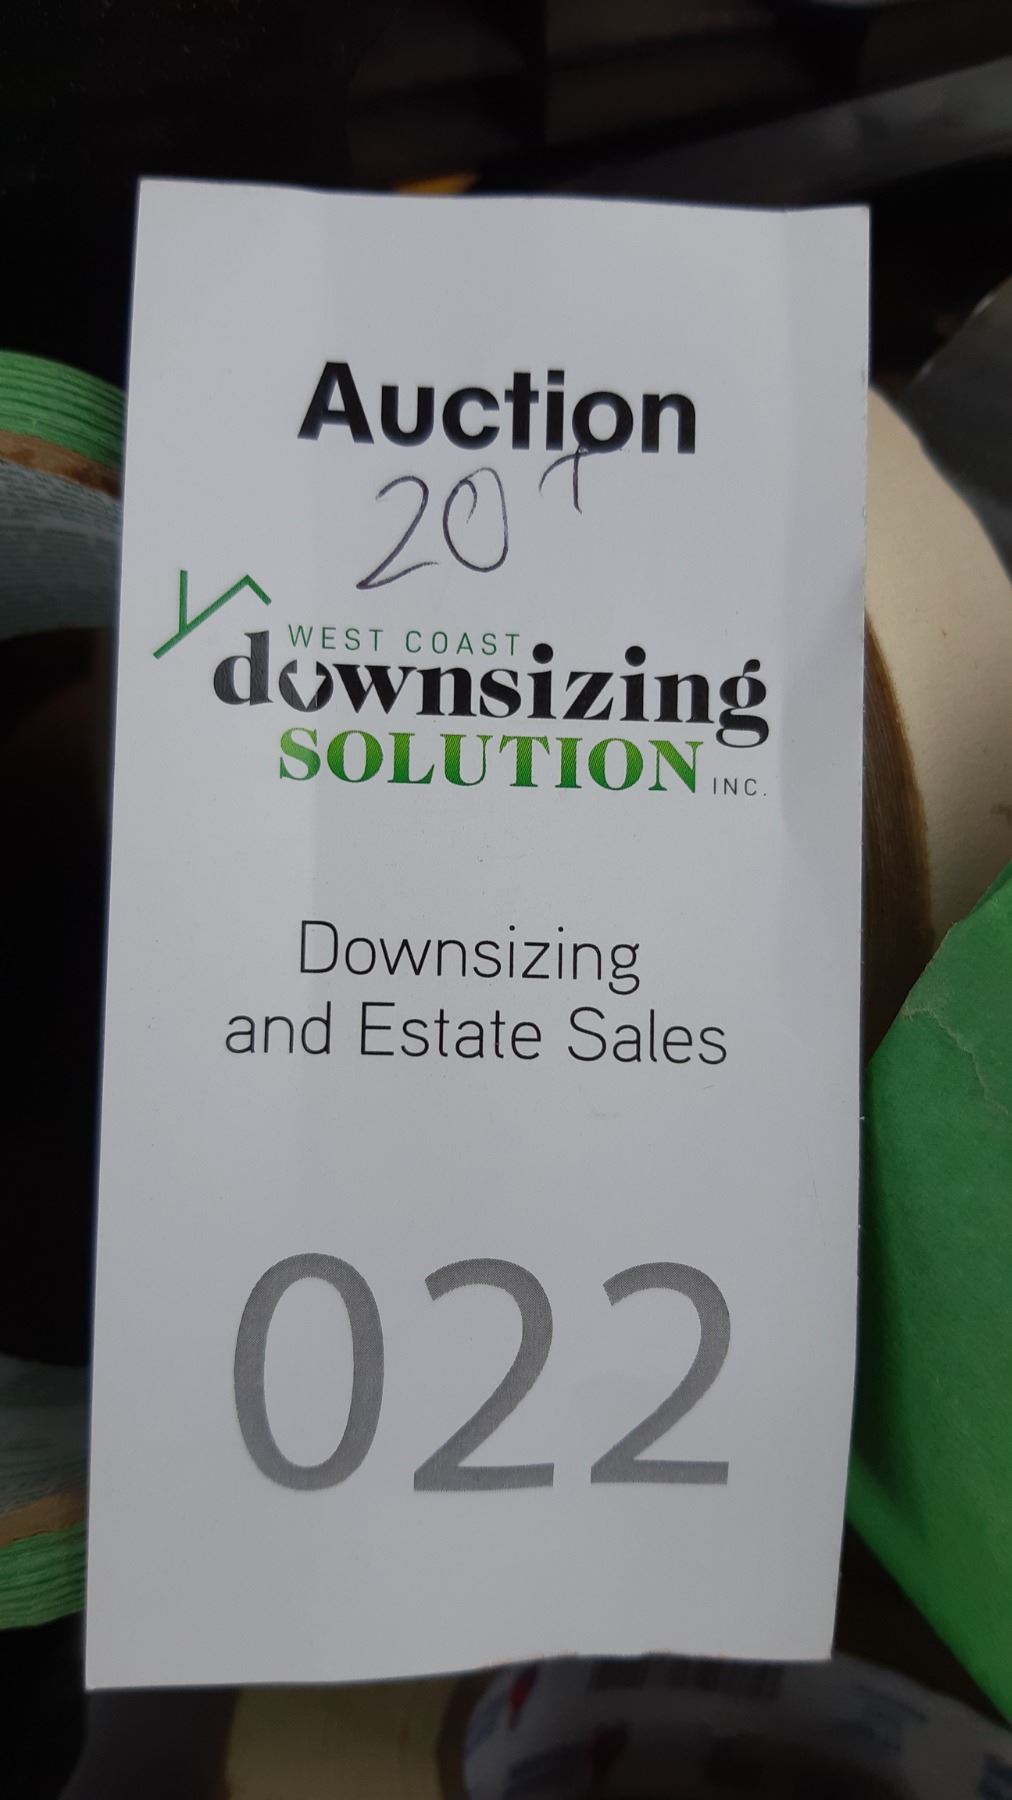 Auction
20 T
WEST COAST
downsizing
SOLUTION INC.
Downsizing
and Estate Sales
022